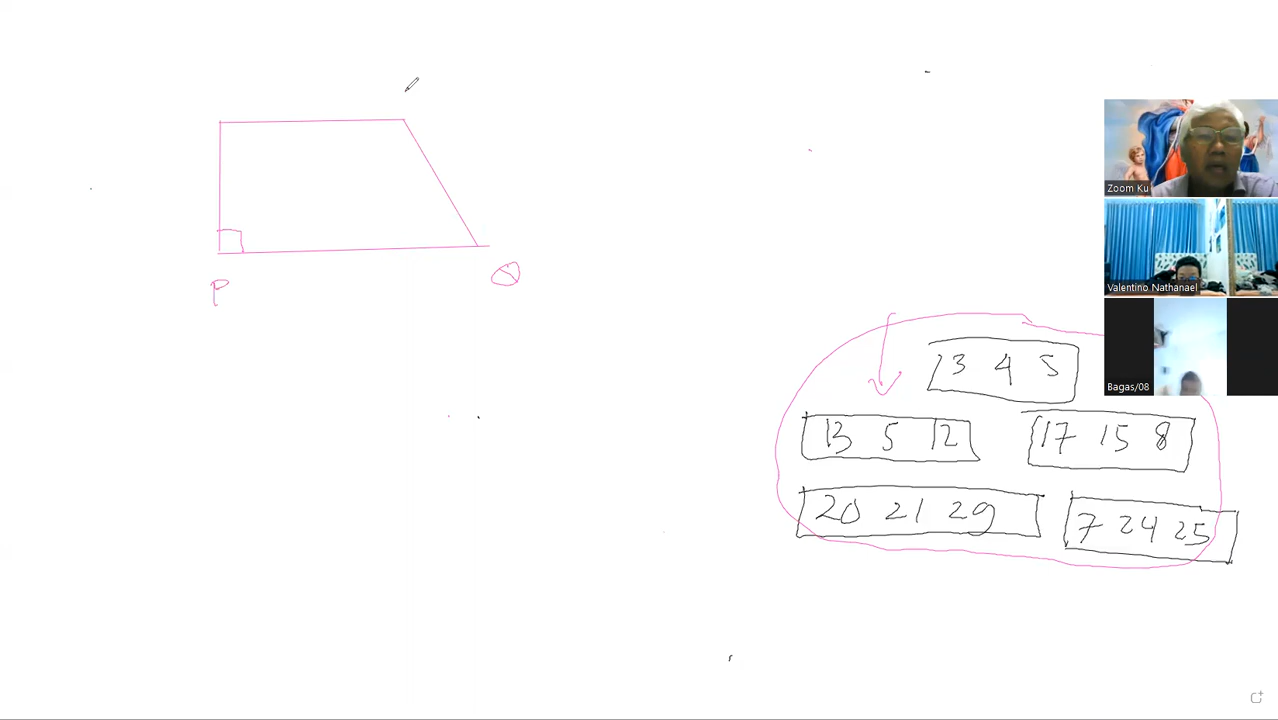 P
Q
3 4 5
13 5 12
17 15 8
20 21 29
7 24 25
Zoom Ku
Valentino Nathanael
Bagas/08